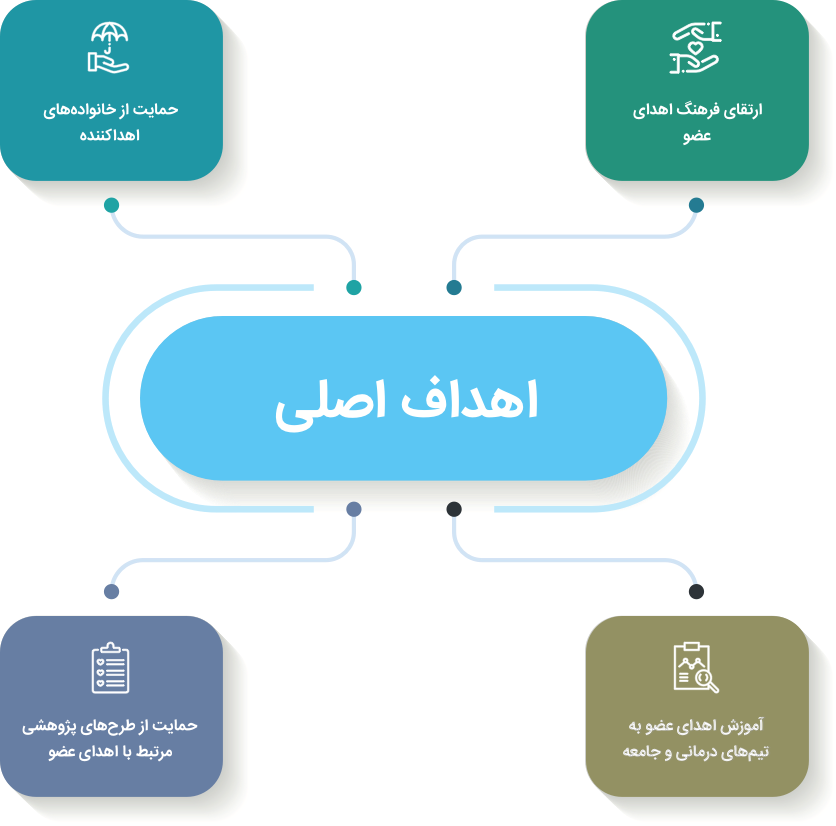 ارتقای فرهنگ اهدای
عضو
حمایت از خانواده‌های
اهداکننده
اهداف اصلی
آموزش اهدای عضو به
تیم‌های درمانی و جامعه
حمایت از طرح‌های پژوهشی
مرتبط با اهدای عضو